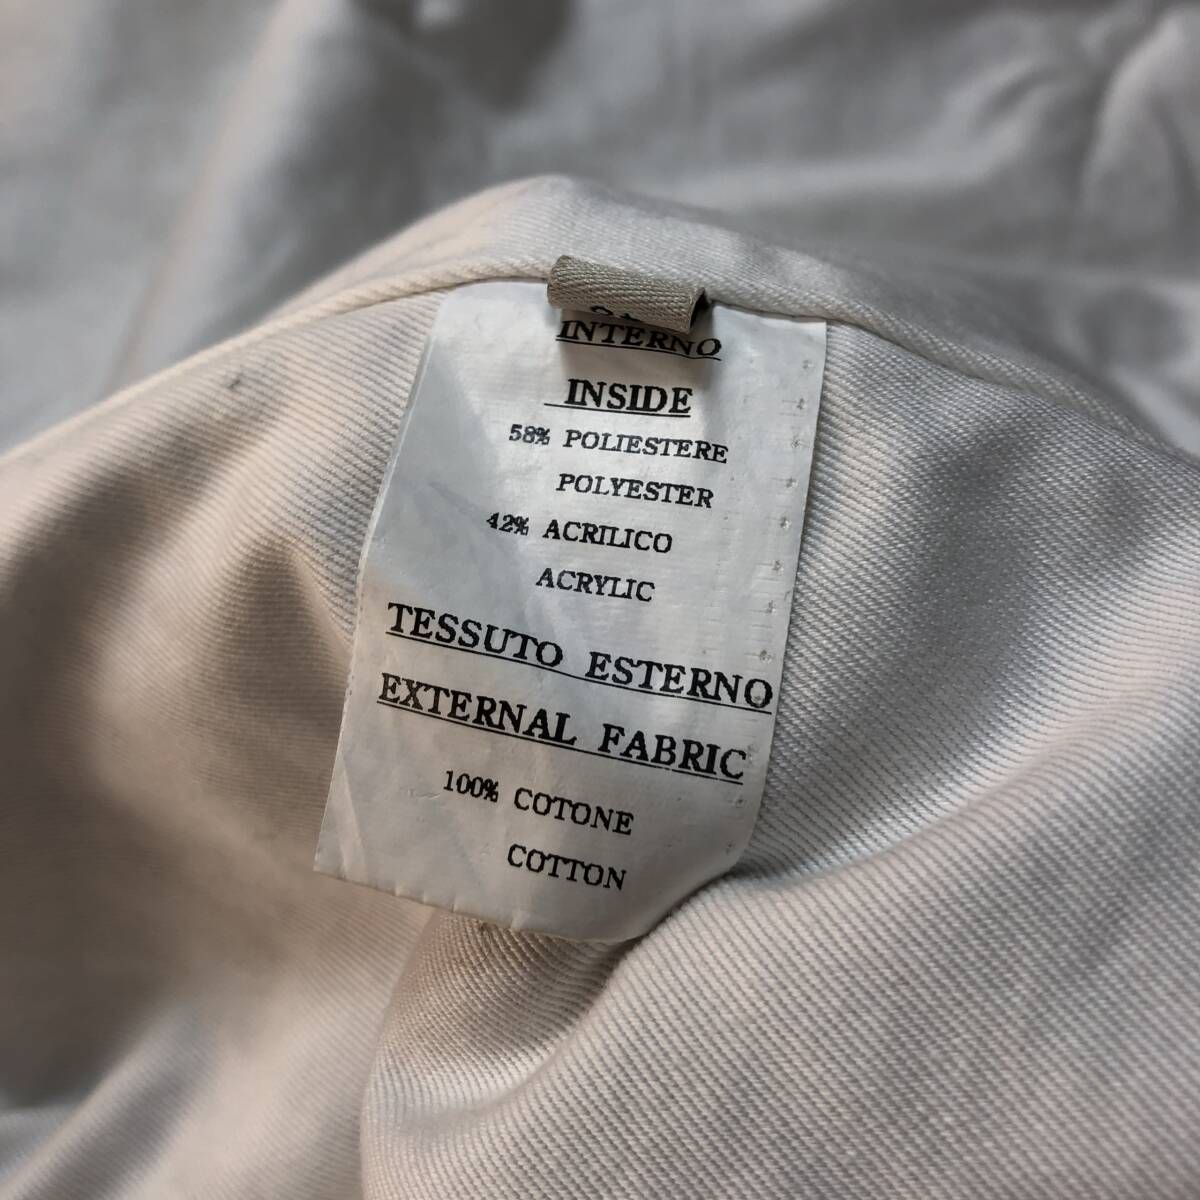 INTERNO
INSIDE
58% POLIESTERE
POLYESTER
42% ACRILICO
ACRYLIC
TESSUTO ESTERNO
EXTERNAL FABRIC
100% COTONE
COTTON